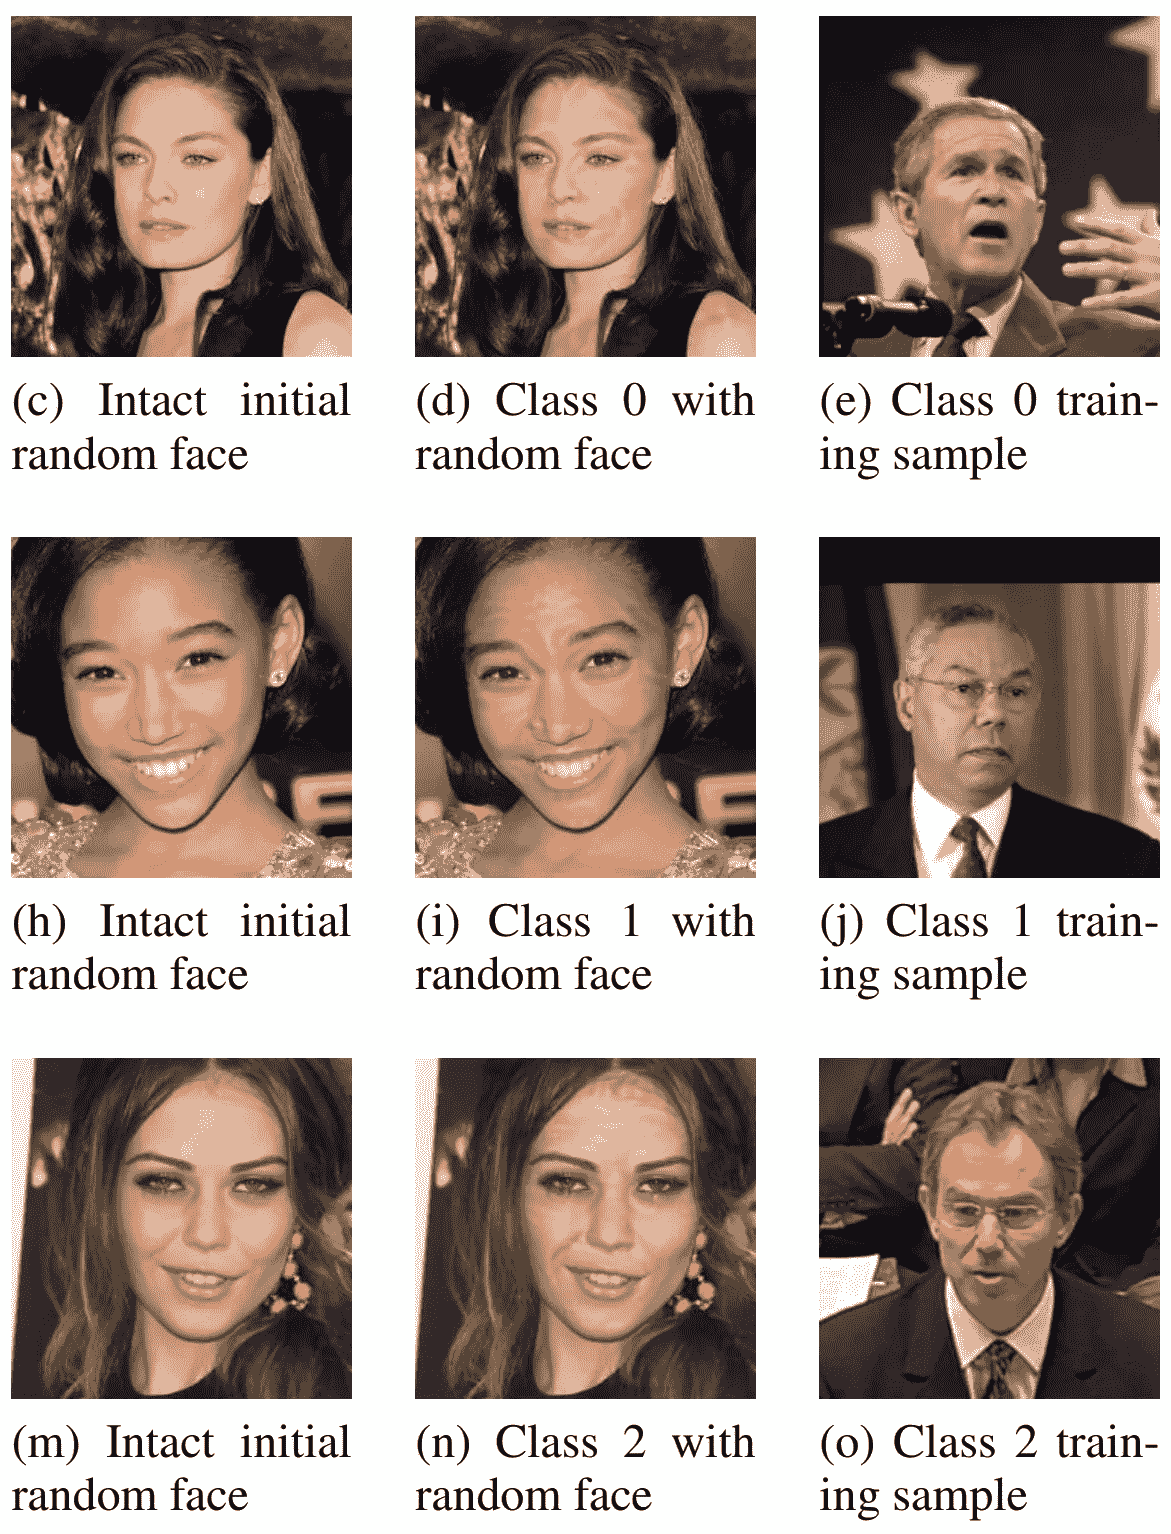 (c) Intact initial
random face
(d) Class 0 with
random face
(e) Class 0 train-
ing sample
(h) Intact initial
random face
(i) Class 1 with
random face
(j) Class 1 train-
ing sample
(m) Intact initial
random face
(n) Class 2 with
random face
(o) Class 2 train-
ing sample